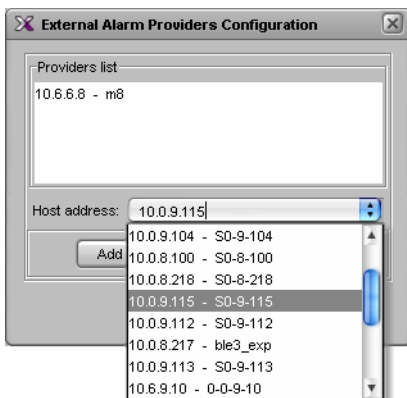 External Alarm Providers Configuration
Providers list
10.6.6.8 - m8
Host address: 10.0.9.115
Add
10.0.9.104 - S0-9-104
10.0.8.100 - S0-8-100
10.0.8.218 - S0-8-218
10.0.9.115 - S0-9-115
10.0.9.112 - S0-9-112
10.0.8.217 - ble3_exp
10.0.9.113 - S0-9-113
10.6.9.10 - 0-0-9-10